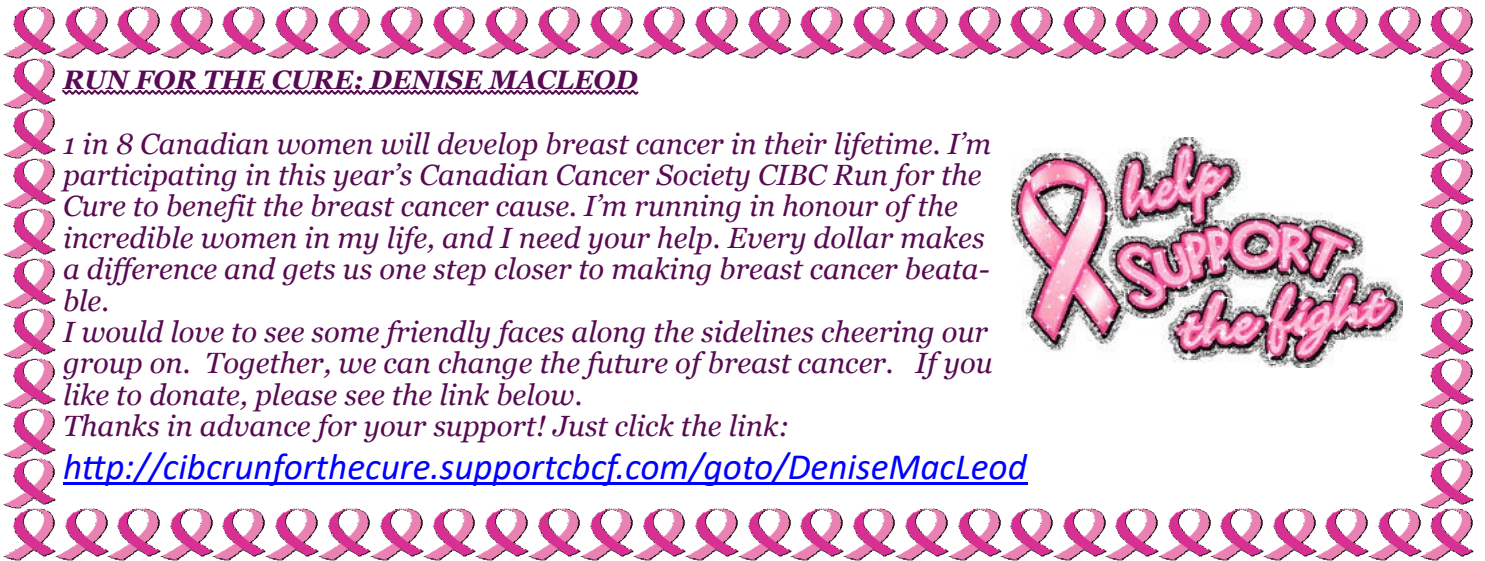 RUN FOR THE CURE: DENISE MACLEOD
1 in 8 Canadian women will develop breast cancer in their lifetime. I'm
participating in this year's Canadian Cancer Society CIBC Run for the
Cure to benefit the breast cancer cause. I'm running in honour of the
incredible women in my life, and I need your help. Every dollar makes
a difference and gets us one step closer to making breast cancer beata-
ble.
I would love to see some friendly faces along the sidelines cheering our
group on.  Together, we can change the future of breast cancer.   If you
like to donate, please see the link below.
Thanks in advance for your support! Just click the link:
http://cibcrunforthecure.supportcbcf.com/goto/DeniseMacLeod
help
SUPPORT
the fight